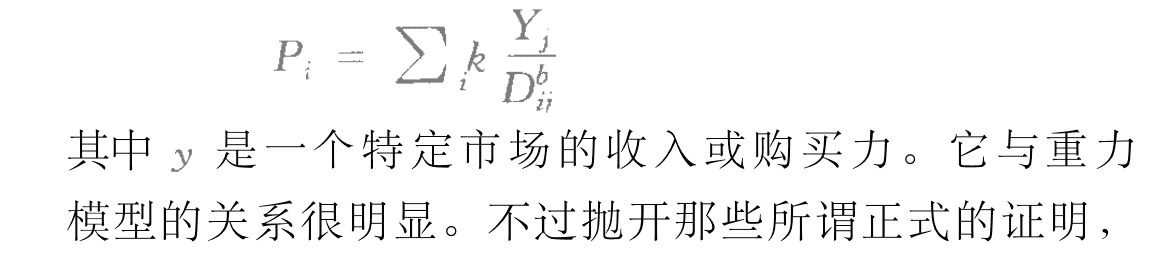 P_i = ∑_i k Y_j / D_{ij}^b
其中 y 是一个特定市场的收入或购买力。它与重力
模型的关系很明显。不过抛开那些所谓正式的证明，